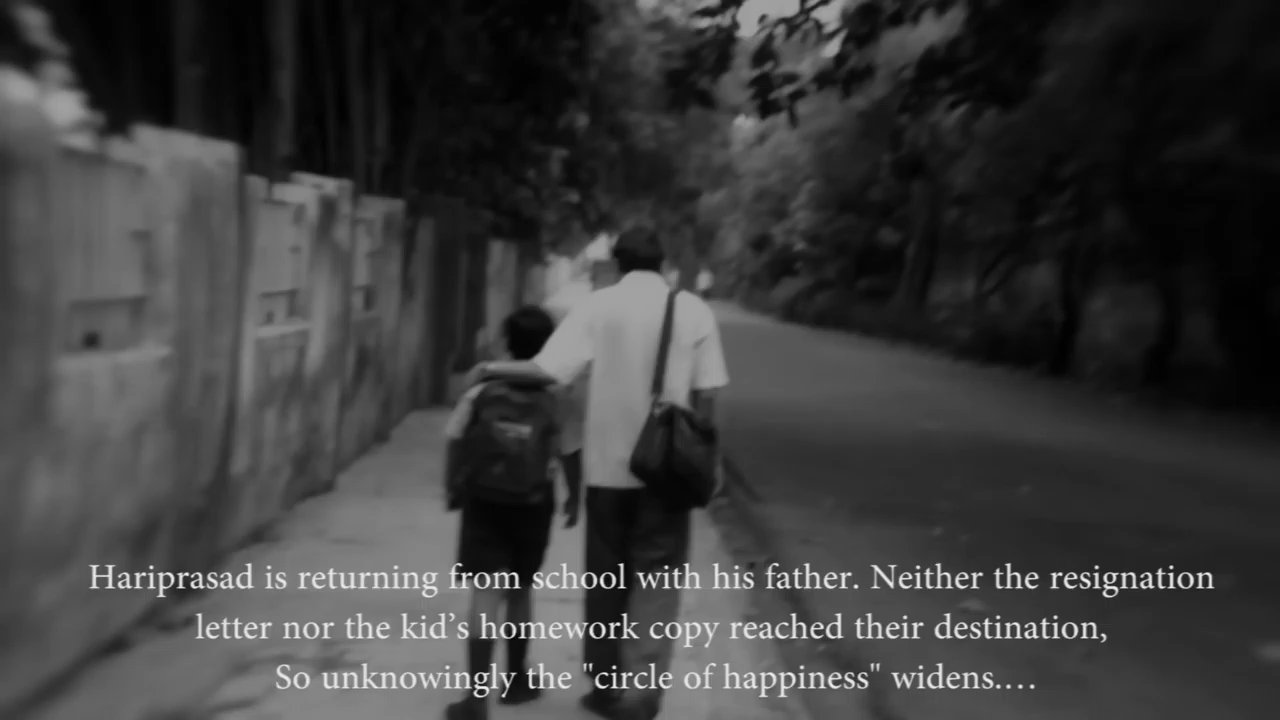 Hariprasad is returning from school with his father. Neither the resignation
letter nor the kid’s homework copy reached their destination,
So unknowingly the "circle of happiness" widens....